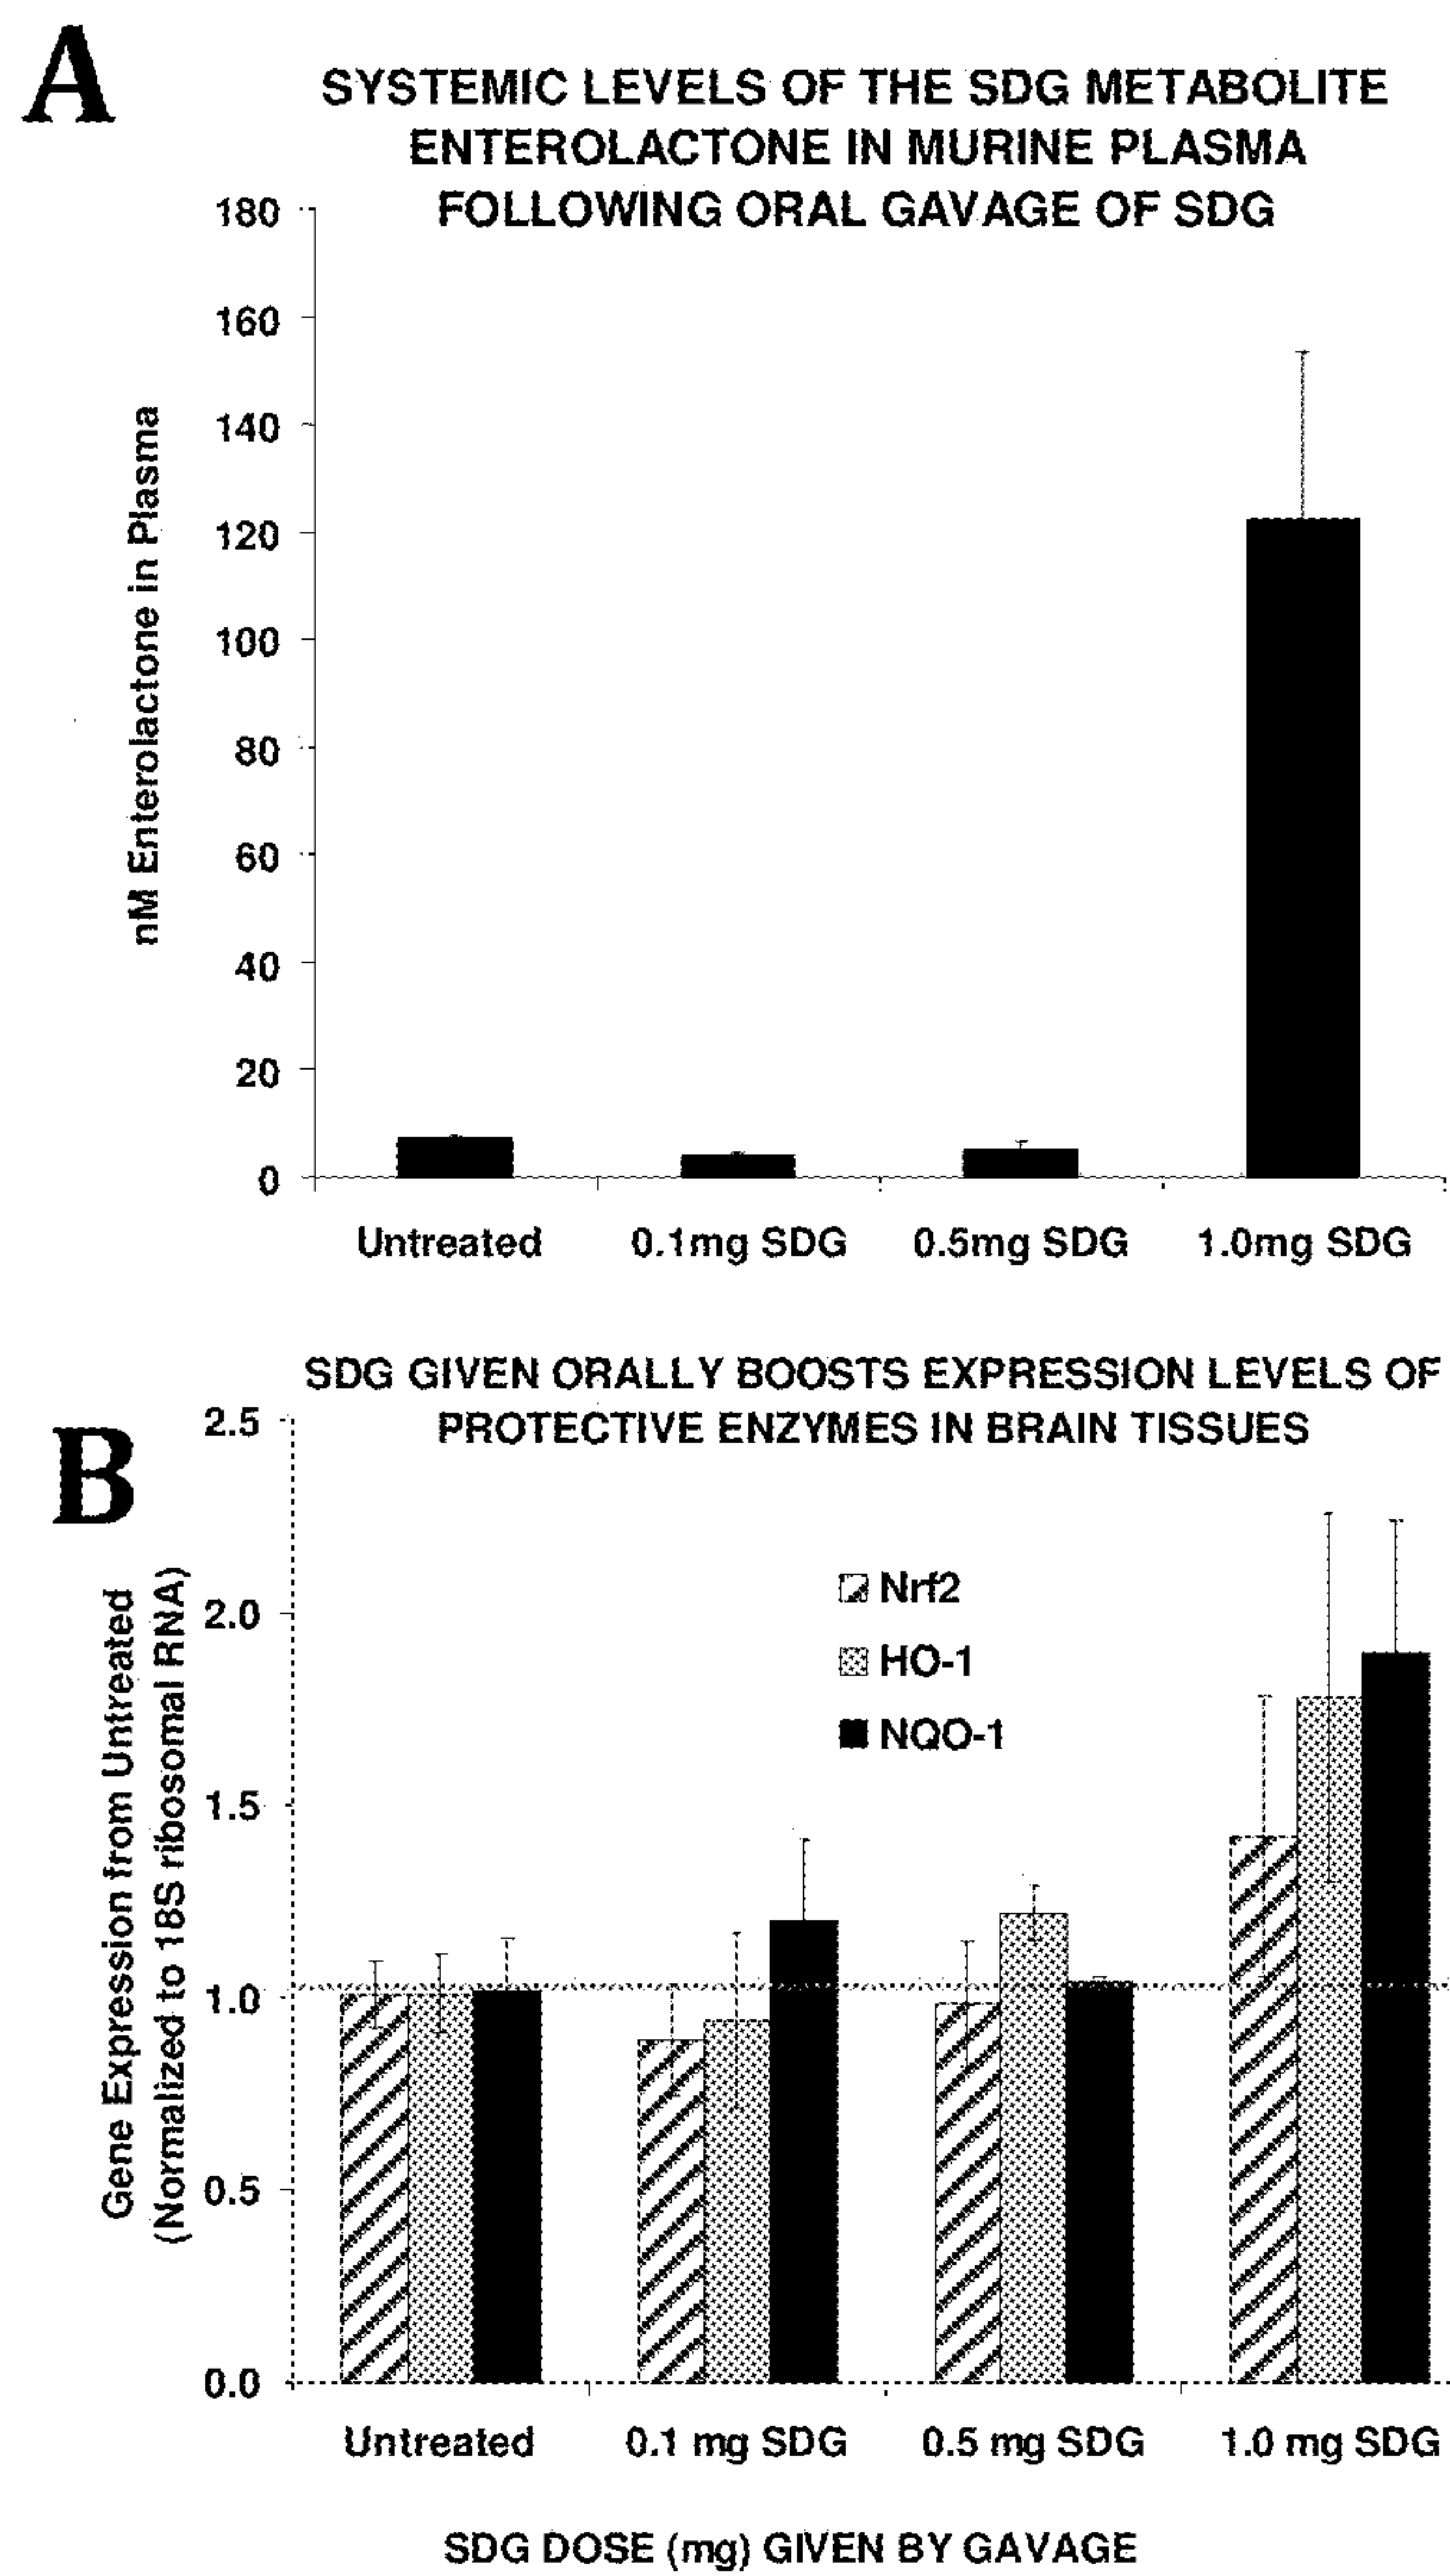 A
SYSTEMIC LEVELS OF THE SDG METABOLITE
ENTEROLACTONE IN MURINE PLASMA
FOLLOWING ORAL GAVAGE OF SDG
nM Enterolactone in Plasma
180
160
140
120
100
80
60
40
20
0
Untreated 0.1mg SDG 0.5mg SDG 1.0mg SDG
B
SDG GIVEN ORALLY BOOSTS EXPRESSION LEVELS OF
PROTECTIVE ENZYMES IN BRAIN TISSUES
Gene Expression from Untreated
(Normalized to 18S ribosomal RNA)
2.5
2.0
1.5
1.0
0.5
0.0
Nrf2
HO-1
NQO-1
Untreated 0.1 mg SDG 0.5 mg SDG 1.0 mg SDG
SDG DOSE (mg) GIVEN BY GAVAGE